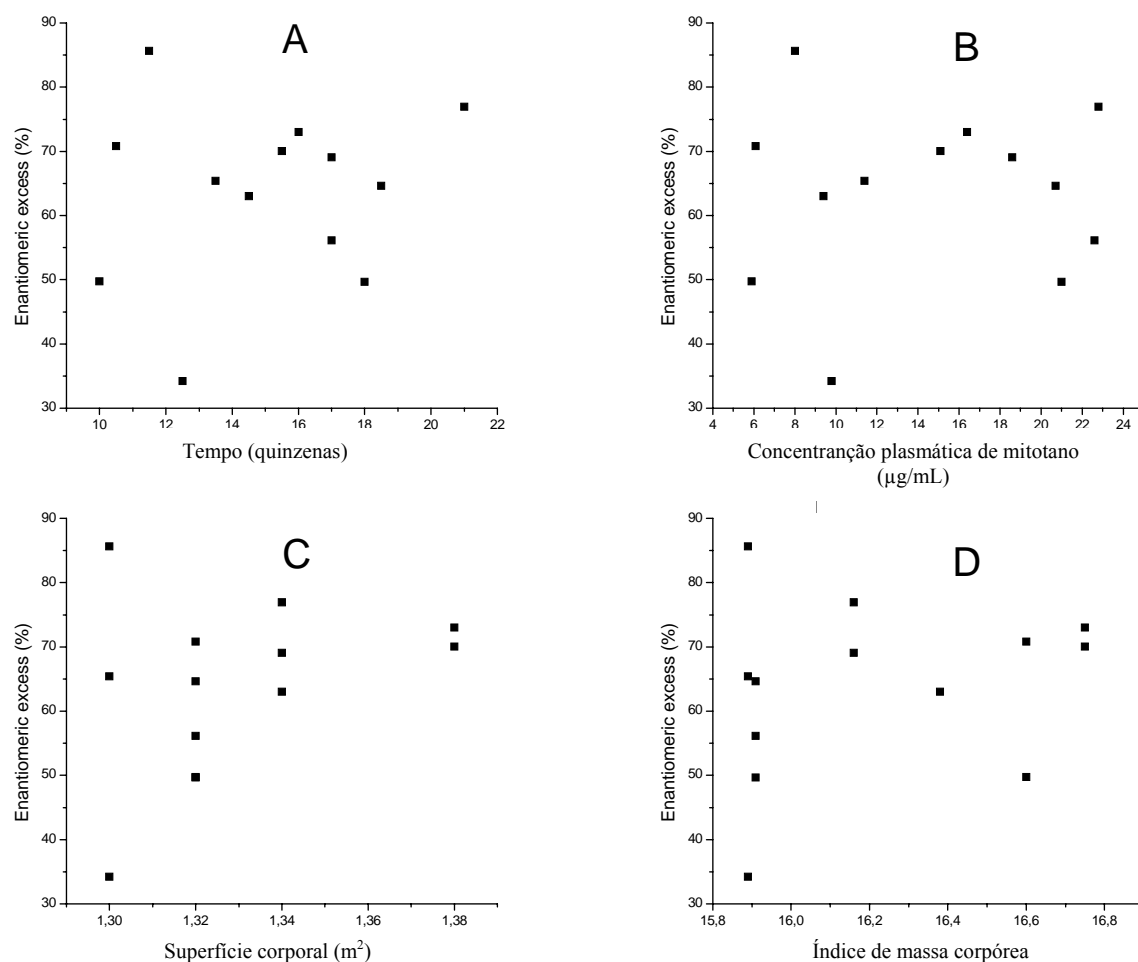 A
Enantiomeric excess (%)
90
80
70
60
50
40
30
10 12 14 16 18 20 22
Tempo (quinzenas)
B
Enantiomeric excess (%)
90
80
70
60
50
40
30
4 6 8 10 12 14 16 18 20 22 24
Concentranção plasmática de mitotano
(µg/mL)
C
Enantiomeric excess (%)
90
80
70
60
50
40
30
1,30 1,32 1,34 1,36 1,38
Superfície corporal (m²)
D
Enantiomeric excess (%)
90
80
70
60
50
40
30
15,8 16,0 16,2 16,4 16,6 16,8
Índice de massa corpórea